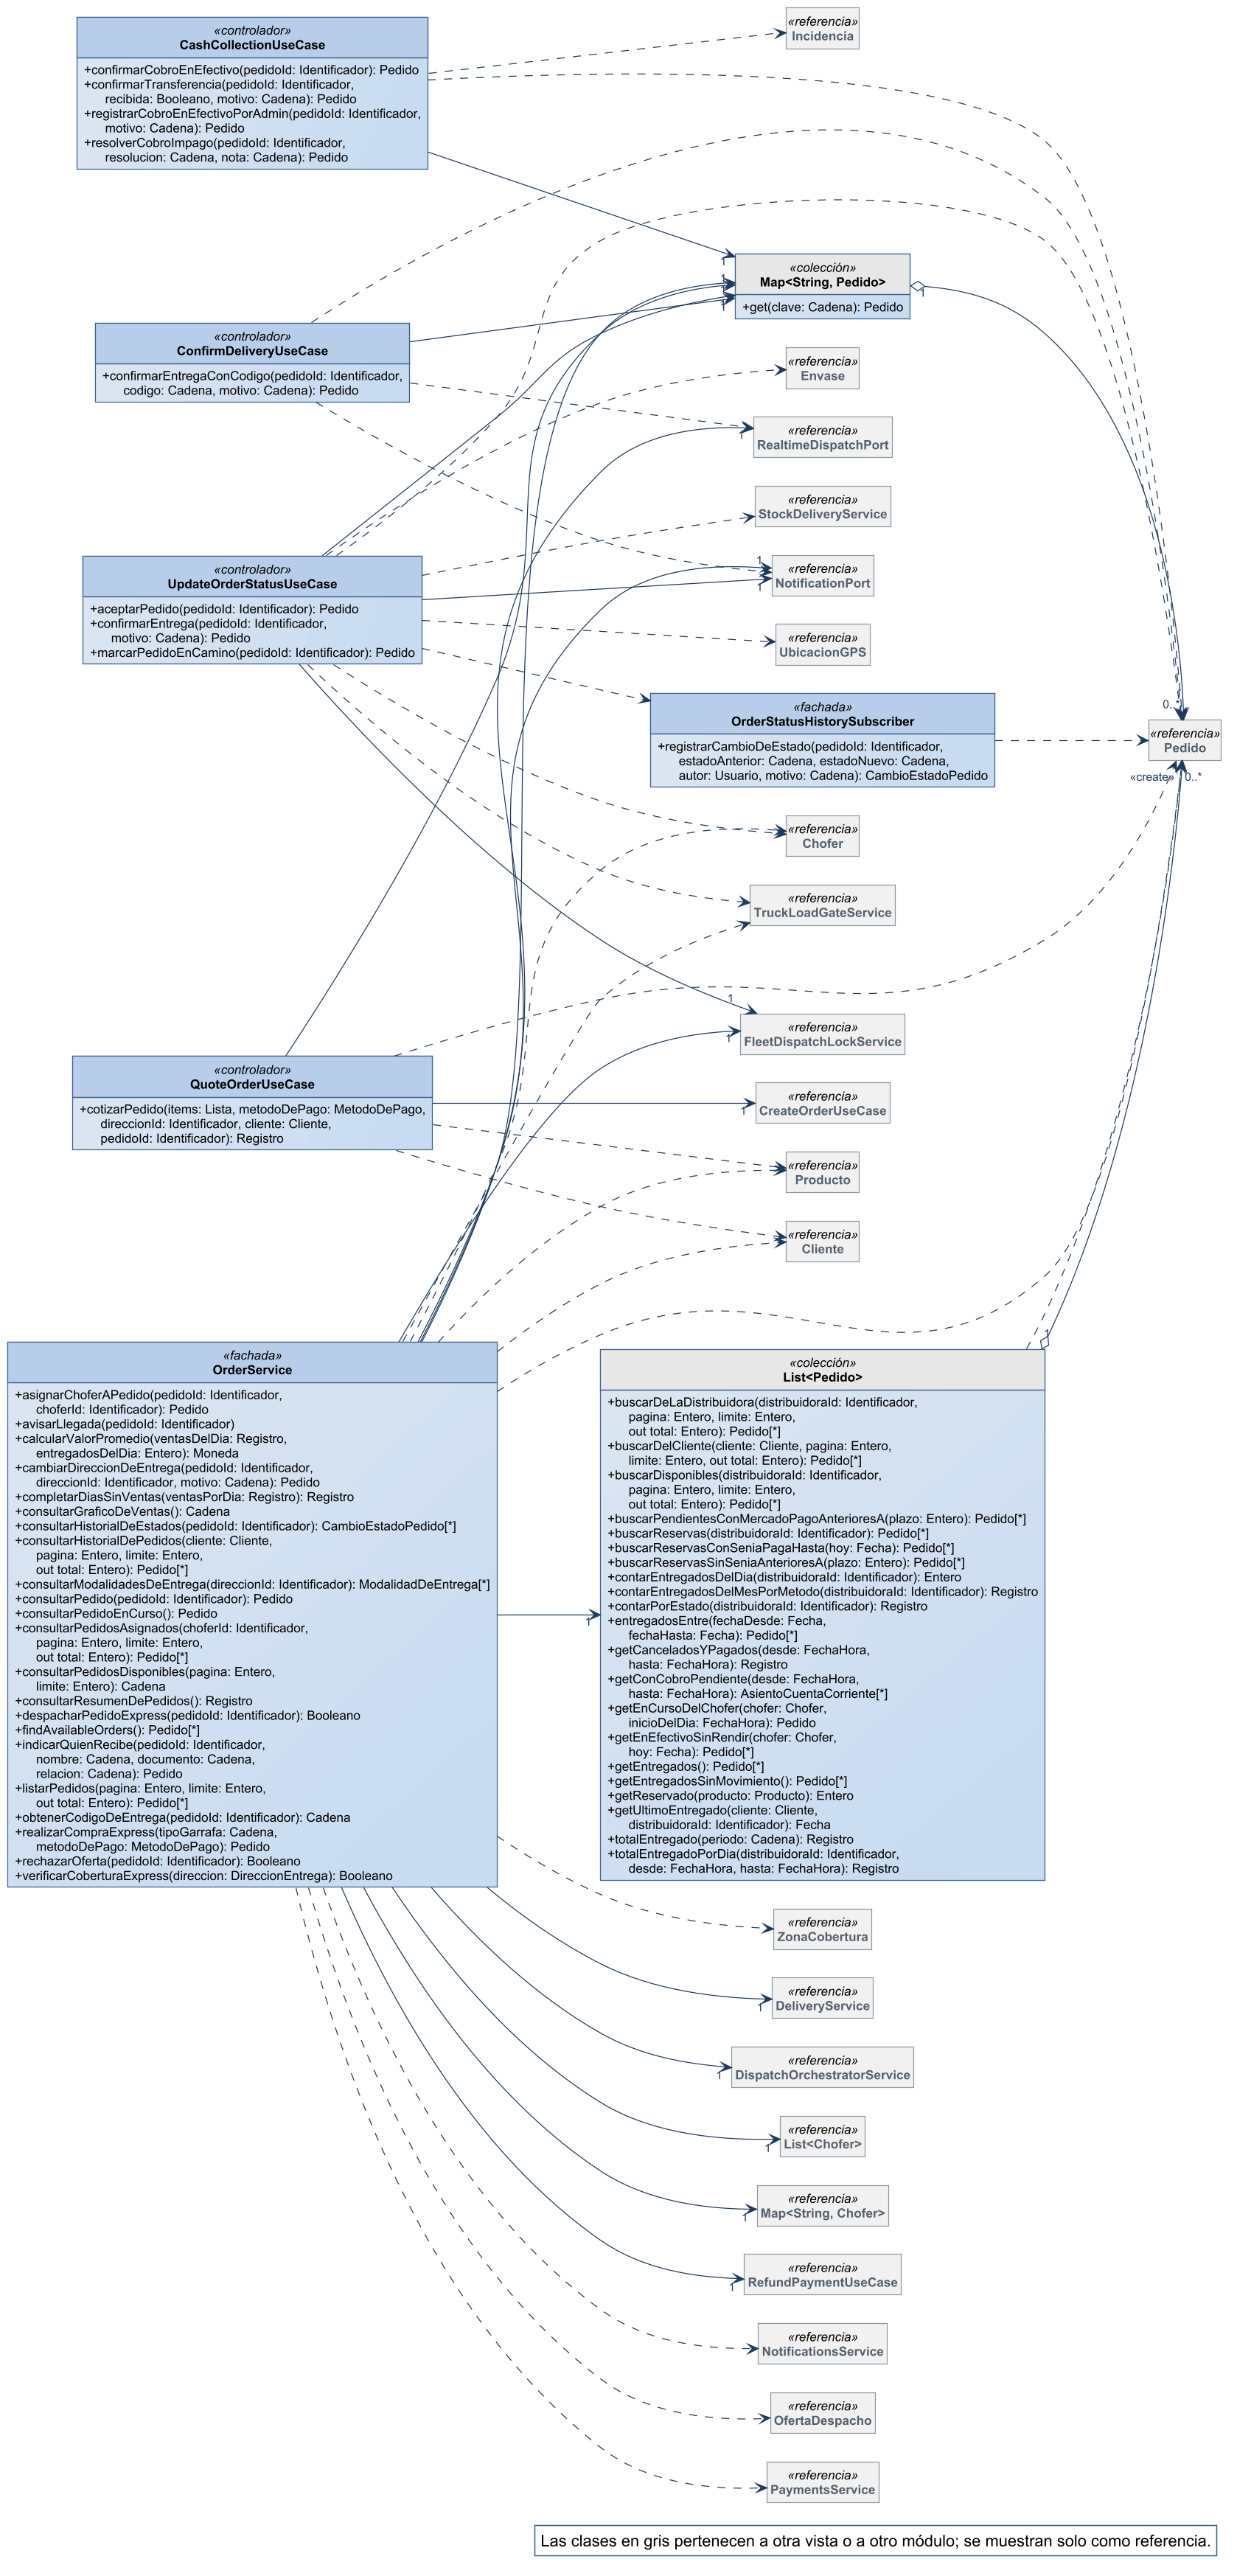 «controlador»
CashCollectionUseCase
+confirmarCobroEnEfectivo(pedidoId: Identificador): Pedido
+confirmarTransferencia(pedidoId: Identificador,
recibida: Booleano, motivo: Cadena): Pedido
+registrarCobroEnEfectivoPorAdmin(pedidoId: Identificador,
motivo: Cadena): Pedido
+resolverCobroImpago(pedidoId: Identificador,
resolucion: Cadena, nota: Cadena): Pedido
«referencia»
Incidencia
«colección»
Map<String, Pedido>
+get(clave: Cadena): Pedido
1
1
1
1
«controlador»
ConfirmDeliveryUseCase
+confirmarEntregaConCodigo(pedidoId: Identificador,
codigo: Cadena, motivo: Cadena): Pedido
«referencia»
Envase
«referencia»
RealtimeDispatchPort
1
«referencia»
StockDeliveryService
«controlador»
UpdateOrderStatusUseCase
+aceptarPedido(pedidoId: Identificador): Pedido
+confirmarEntrega(pedidoId: Identificador,
motivo: Cadena): Pedido
+marcarPedidoEnCamino(pedidoId: Identificador): Pedido
1
1
«referencia»
NotificationPort
«referencia»
UbicacionGPS
«fachada»
OrderStatusHistorySubscriber
+registrarCambioDeEstado(pedidoId: Identificador,
estadoAnterior: Cadena, estadoNuevo: Cadena,
autor: Usuario, motivo: Cadena): CambioEstadoPedido
0..*
«referencia»
Pedido
«create»
0..*
«referencia»
Chofer
«referencia»
TruckLoadGateService
1
1
«referencia»
FleetDispatchLockService
«controlador»
QuoteOrderUseCase
+cotizarPedido(items: Lista, metodoDePago: MetodoDePago,
direccionId: Identificador, cliente: Cliente,
pedidoId: Identificador): Registro
1
«referencia»
CreateOrderUseCase
«referencia»
Producto
«referencia»
Cliente
«fachada»
OrderService
+asignarChoferAPedido(pedidoId: Identificador,
choferId: Identificador): Pedido
+avisarLlegada(pedidoId: Identificador)
+calcularValorPromedio(ventasDelDia: Registro,
entregadosDelDia: Entero): Moneda
+cambiarDireccionDeEntrega(pedidoId: Identificador,
direccionId: Identificador, motivo: Cadena): Pedido
+completarDiasSinVentas(ventasPorDia: Registro): Registro
+consultarGraficoDeVentas(): Cadena
+consultarHistorialDeEstados(pedidoId: Identificador): CambioEstadoPedido[*]
+consultarHistorialDePedidos(cliente: Cliente,
pagina: Entero, limite: Entero,
out total: Entero): Pedido[*]
+consultarModalidadesDeEntrega(direccionId: Identificador): ModalidadDeEntrega[*]
+consultarPedido(pedidoId: Identificador): Pedido
+consultarPedidoEnCurso(): Pedido
+consultarPedidosAsignados(choferId: Identificador,
pagina: Entero, limite: Entero,
out total: Entero): Pedido[*]
+consultarPedidosDisponibles(pagina: Entero,
limite: Entero): Cadena
+consultarResumenDePedidos(): Registro
+despacharPedidoExpress(pedidoId: Identificador): Booleano
+findAvailableOrders(): Pedido[*]
+indicarQuienRecibe(pedidoId: Identificador,
nombre: Cadena, documento: Cadena,
relacion: Cadena): Pedido
+listarPedidos(pagina: Entero, limite: Entero,
out total: Entero): Pedido[*]
+obtenerCodigoDeEntrega(pedidoId: Identificador): Cadena
+realizarCompraExpress(tipoGarrafa: Cadena,
metodoDePago: MetodoDePago): Pedido
+rechazarOferta(pedidoId: Identificador): Booleano
+verificarCoberturaExpress(direccion: DireccionEntrega): Booleano
1
1
«colección»
List<Pedido>
+buscarDeLaDistribuidora(distribuidoraId: Identificador,
pagina: Entero, limite: Entero,
out total: Entero): Pedido[*]
+buscarDelCliente(cliente: Cliente, pagina: Entero,
limite: Entero, out total: Entero): Pedido[*]
+buscarDisponibles(distribuidoraId: Identificador,
pagina: Entero, limite: Entero,
out total: Entero): Pedido[*]
+buscarPendientesConMercadoPagoAnterioresA(plazo: Entero): Pedido[*]
+buscarReservas(distribuidoraId: Identificador): Pedido[*]
+buscarReservasConSeniaPagaHasta(hoy: Fecha): Pedido[*]
+buscarReservasSinSeniaAnterioresA(plazo: Entero): Pedido[*]
+contarEntregadosDelDia(distribuidoraId: Identificador): Entero
+contarEntregadosDelMesPorMetodo(distribuidoraId: Identificador): Registro
+contarPorEstado(distribuidoraId: Identificador): Registro
+entregadosEntre(fechaDesde: Fecha,
fechaHasta: Fecha): Pedido[*]
+getCanceladosYPagados(desde: FechaHora,
hasta: FechaHora): Registro
+getConCobroPendiente(desde: FechaHora,
hasta: FechaHora): AsientoCuentaCorriente[*]
+getEnCursoDelChofer(chofer: Chofer,
inicioDelDia: FechaHora): Pedido
+getEnEfectivoSinRendir(chofer: Chofer,
hoy: Fecha): Pedido[*]
+getEntregados(): Pedido[*]
+getEntregadosSinMovimiento(): Pedido[*]
+getReservado(producto: Producto): Entero
+getUltimoEntregado(cliente: Cliente,
distribuidoraId: Identificador): Fecha
+totalEntregado(periodo: Cadena): Registro
+totalEntregadoPorDia(distribuidoraId: Identificador,
desde: FechaHora, hasta: FechaHora): Registro
«referencia»
ZonaCobertura
1
«referencia»
DeliveryService
1
«referencia»
DispatchOrchestratorService
1
«referencia»
List<Chofer>
1
«referencia»
Map<String, Chofer>
1
«referencia»
RefundPaymentUseCase
«referencia»
NotificationsService
«referencia»
OfertaDespacho
«referencia»
PaymentsService
Las clases en gris pertenecen a otra vista o a otro módulo; se muestran solo como referencia.